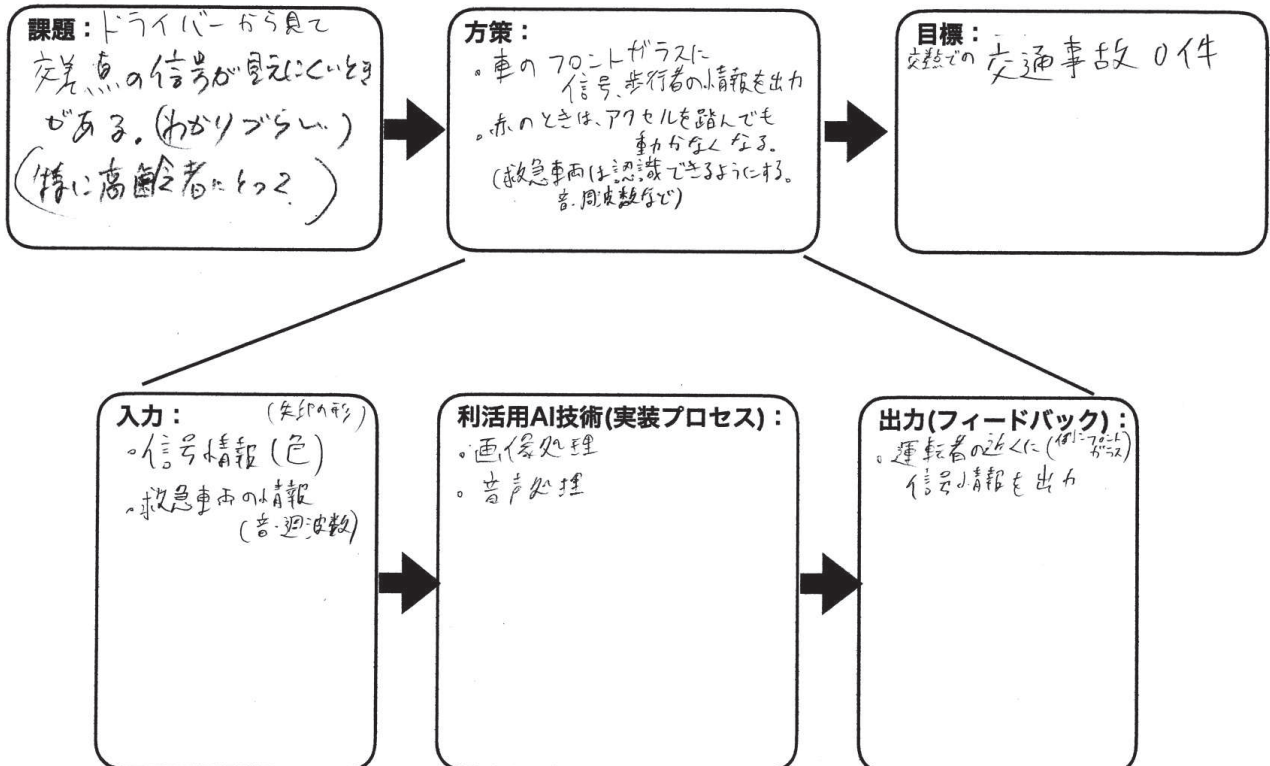 課題：ドライバーから見て
交差点の信号が見えにくいとき
がある。(わかりづらい)
(特に高齢者にとって)
方策：
・車のフロントガラスに
信号、歩行者の情報を出力
・赤のときは、アクセルを踏んでも
動かなくなる。
(救急車両は認識できるようにする。
音・周波数など)
目標：
交差点での交通事故0件
入力：
(矢印の形)
・信号情報(色)
・救急車両の情報
(音・周波数)
利活用AI技術(実装プロセス)：
・画像処理
・音声処理
出力(フィードバック)：
・運転者の近くに(例にフロントガラス)
信号情報を出力